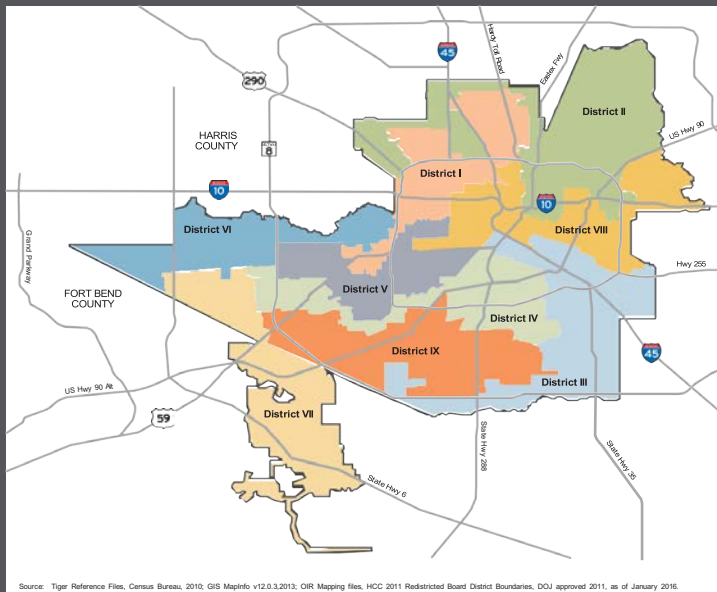 45
Hardy Toll Road
Eastex Fwy
290
District II
US Hwy 90
HARRIS
COUNTY
8
District I
10
10
District VI
District VIII
Grand Parkway
Hwy 255
District V
FORT BEND
COUNTY
District IV
District IX
45
District III
US Hwy 90 Alt
District VII
59
State Hwy 288
State Hwy 35
State Hwy 6
Source: Tiger Reference Files, Census Bureau, 2010; GIS MapInfo v12.0.3,2013; OIR Mapping files, HCC 2011 Redistricted Board District Boundaries, DOJ approved 2011, as of January 2016.